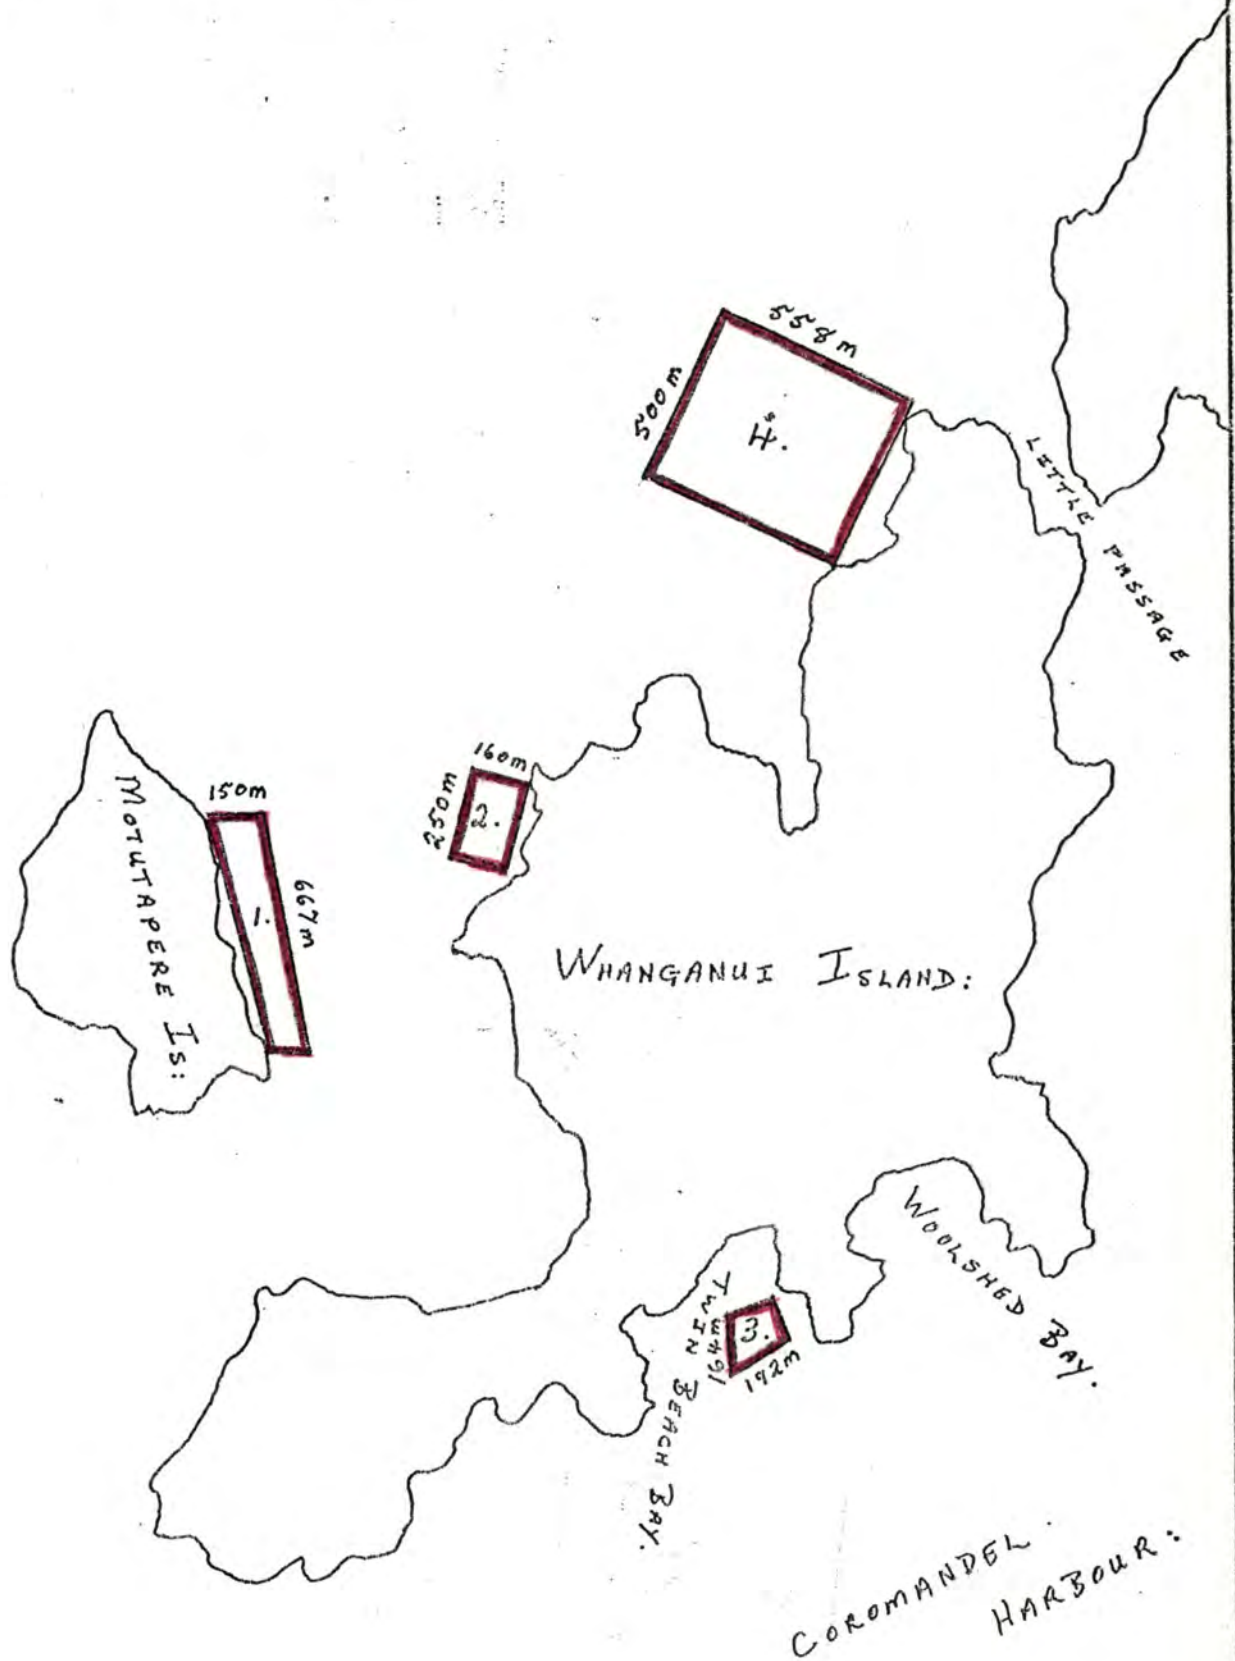 558m
500m
4.
LITTLE PASSAGE
160m
250m
2.
150m
667m
1.
MOTUTAPERE IS:
WHANGANUI ISLAND:
WOOLSHED BAY.
TWIN BEACH BAY.
164m
3.
192m
COROMANDEL
HARBOUR: